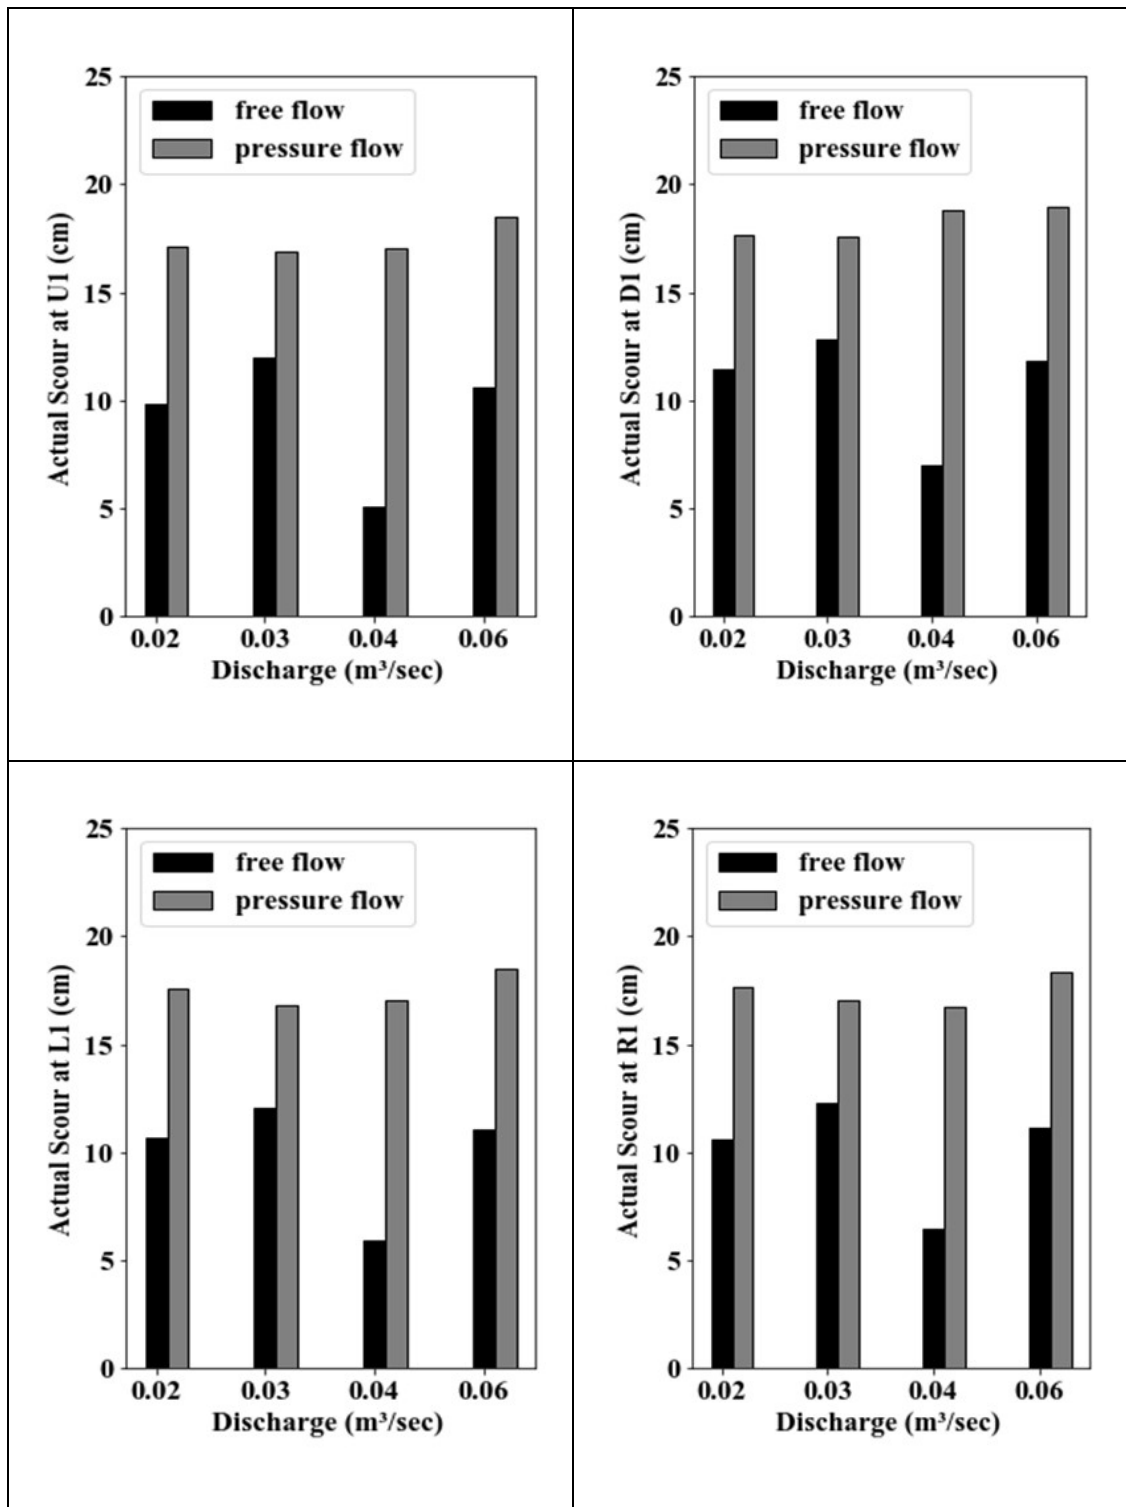 25
free flow
pressure flow
20
15
10
5
0
Actual Scour at U1 (cm)
0.02 0.03 0.04 0.06
Discharge (m³/sec)
25
free flow
pressure flow
20
15
10
5
0
Actual Scour at D1 (cm)
0.02 0.03 0.04 0.06
Discharge (m³/sec)
25
free flow
pressure flow
20
15
10
5
0
Actual Scour at L1 (cm)
0.02 0.03 0.04 0.06
Discharge (m³/sec)
25
free flow
pressure flow
20
15
10
5
0
Actual Scour at R1 (cm)
0.02 0.03 0.04 0.06
Discharge (m³/sec)